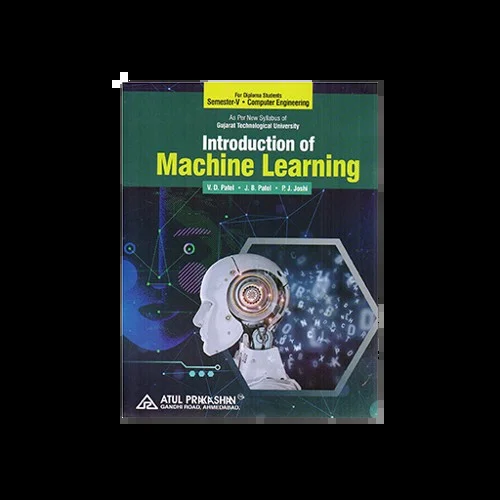 For Diploma Students
Semester-V • Computer Engineering
As Per New Syllabus of
Gujarat Technological University
Introduction of
Machine Learning
V. D. Patel • J. B. Patel • P. J. Joshi
ATUL PRAKASHAN
GANDHI ROAD, AHMEDABAD.